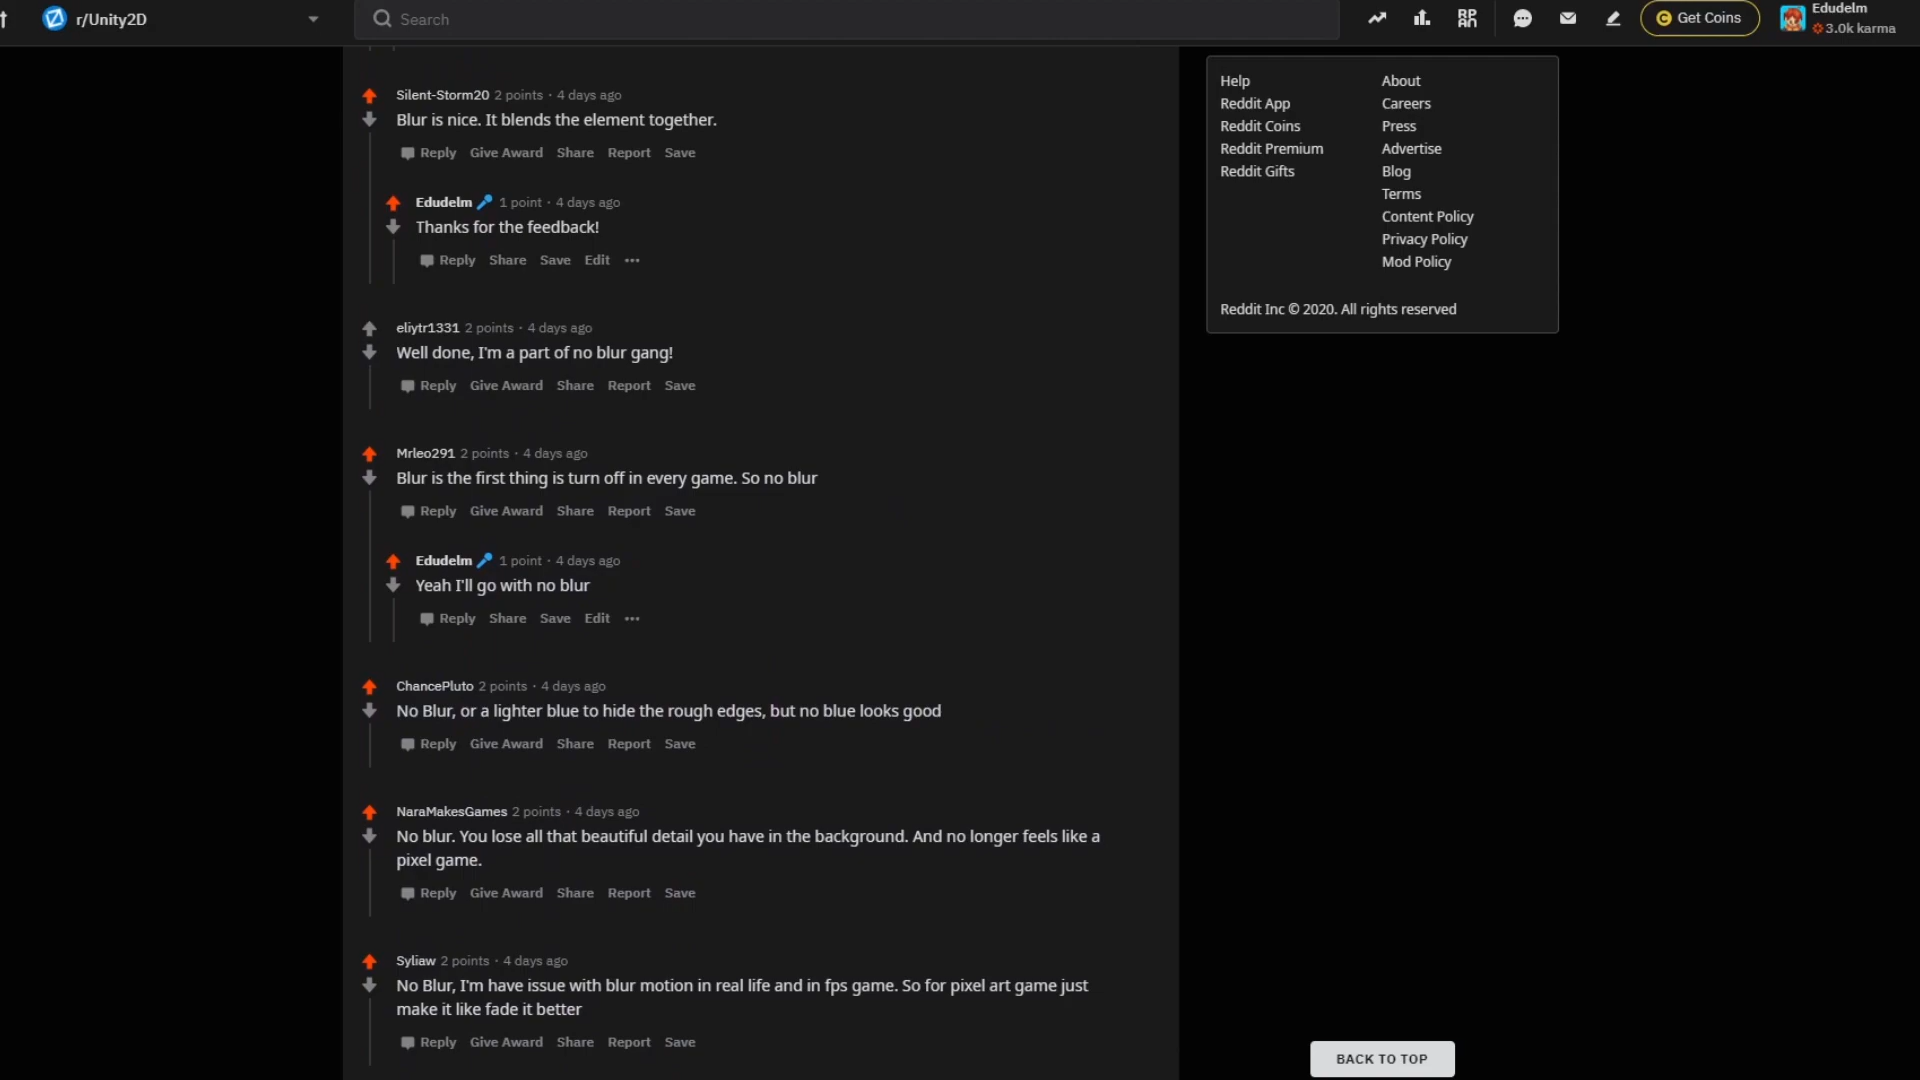 r/Unity2D
Search
RP
AN
Get Coins
Edudelm
3.0k karma
Silent-Storm20 2 points · 4 days ago
Blur is nice. It blends the element together.
Reply Give Award Share Report Save
Edudelm 1 point · 4 days ago
Thanks for the feedback!
Reply Share Save Edit ...
eliytr1331 2 points · 4 days ago
Well done, I'm a part of no blur gang!
Reply Give Award Share Report Save
Mrleo291 2 points · 4 days ago
Blur is the first thing is turn off in every game. So no blur
Reply Give Award Share Report Save
Edudelm 1 point · 4 days ago
Yeah I'll go with no blur
Reply Share Save Edit ...
ChancePluto 2 points · 4 days ago
No Blur, or a lighter blue to hide the rough edges, but no blue looks good
Reply Give Award Share Report Save
NaraMakesGames 2 points · 4 days ago
No blur. You lose all that beautiful detail you have in the background. And no longer feels like a
pixel game.
Reply Give Award Share Report Save
Syliaw 2 points · 4 days ago
No Blur, I'm have issue with blur motion in real life and in fps game. So for pixel art game just
make it like fade it better
Reply Give Award Share Report Save
Help
Reddit App
Reddit Coins
Reddit Premium
Reddit Gifts
About
Careers
Press
Advertise
Blog
Terms
Content Policy
Privacy Policy
Mod Policy
Reddit Inc © 2020. All rights reserved
BACK TO TOP